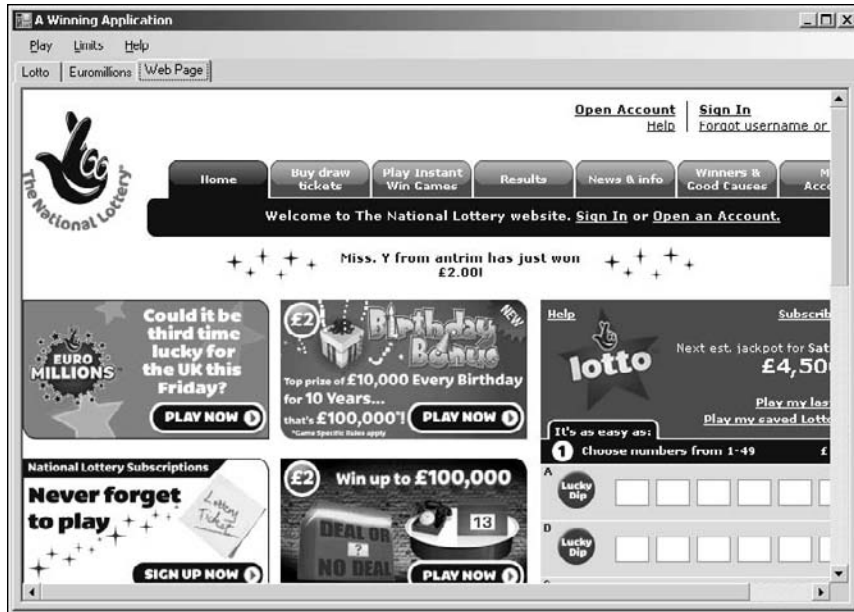 A Winning Application
Play Limits Help
Lotto Euromillions Web Page
Open Account Sign In
Help Forgot username or
The National Lottery®
Home
Buy draw tickets
Play Instant Win Games
Results
News & info
Winners & Good Causes
M
Acco
Welcome to The National Lottery website. Sign In or Open an Account.
Miss. Y from antrim has just won
£2.00!
EURO
MILLIONS
Could it be
third time
lucky for
the UK this
Friday?
PLAY NOW
£2
Birthday
Bonus
NEW
Top prize of £10,000 Every Birthday
for 10 Years...
that's £100,000*!
PLAY NOW
*Game Specific Rules apply
Help Subscrib
lotto
Next est. jackpot for Sat
£4,50
Play my las
Play my saved Lott
It's as easy as:
1 Choose numbers from 1-49 £
A
Lucky
Dip
Lucky
Dip
National Lottery Subscriptions
Never forget
to play
Lottery
Ticket
SIGN UP NOW
£2
Win up to £100,000
DEAL OR
?
NO DEAL
13
PLAY NOW